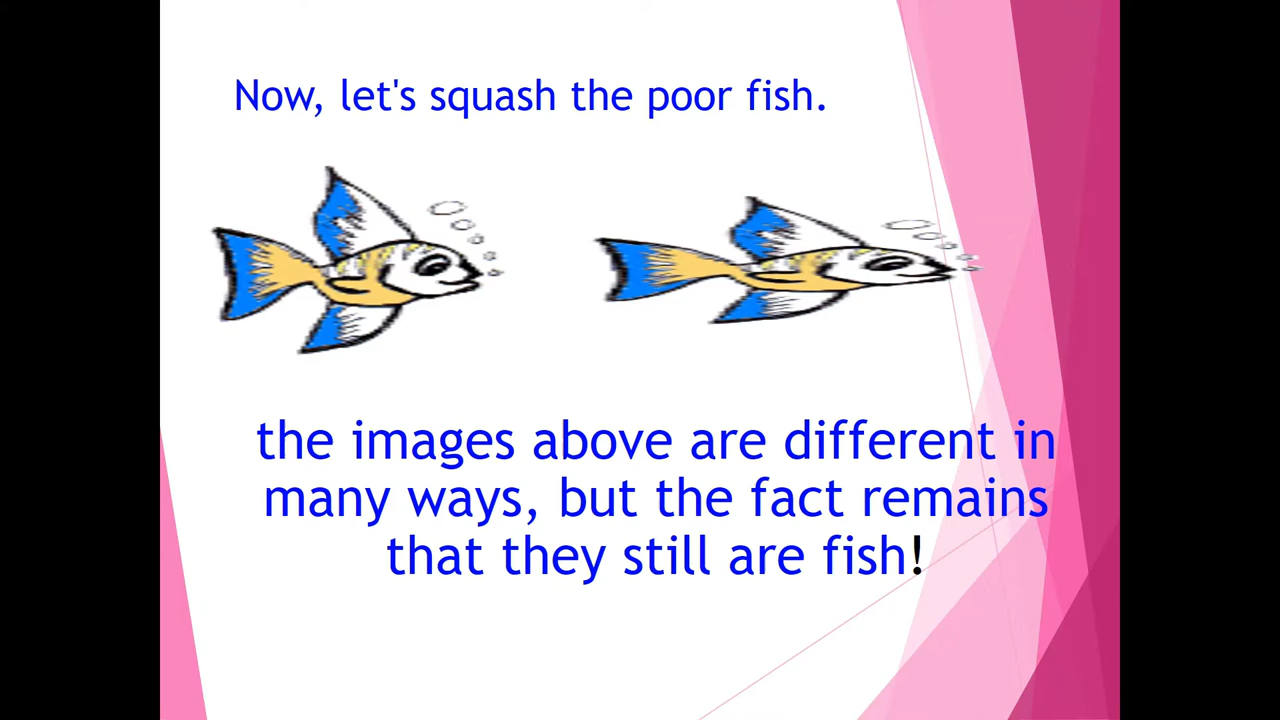 Now, let's squash the poor fish.
the images above are different in
many ways, but the fact remains
that they still are fish!